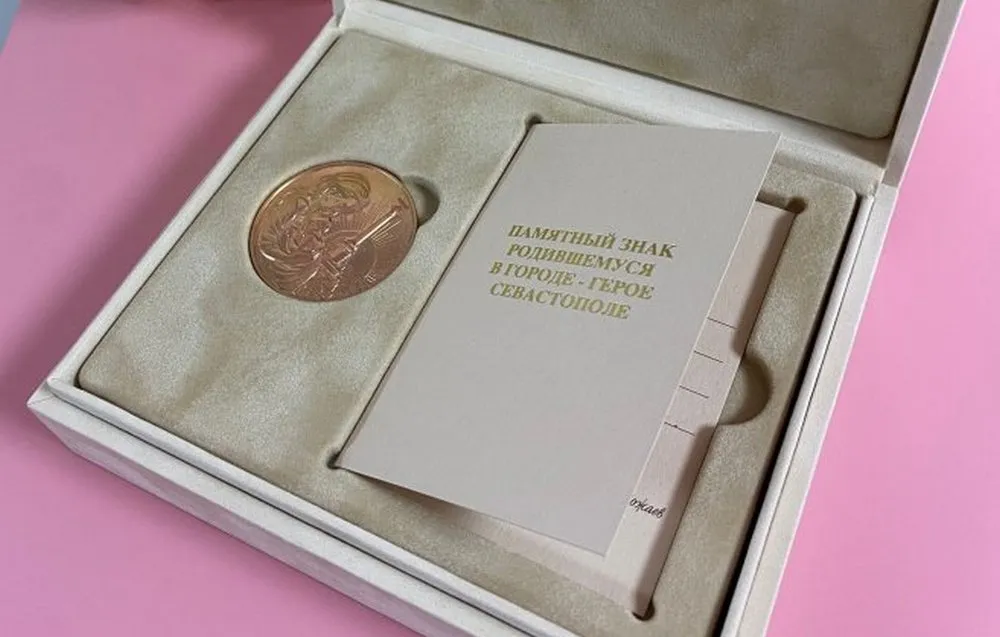 ПАМЯТНЫЙ ЗНАК
РОДИВШЕМУСЯ
В ГОРОДЕ - ГЕРОЕ
СЕВАСТОПОЛЕ